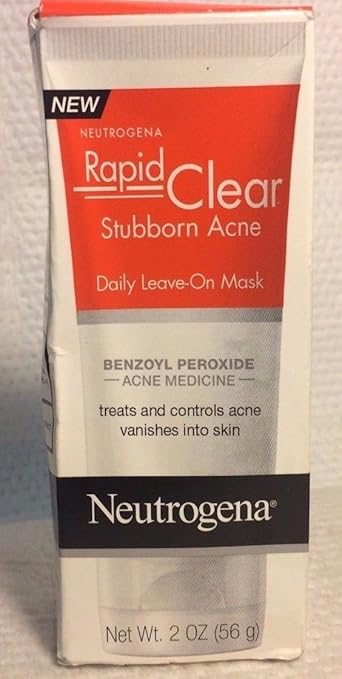 NEW
NEUTROGENA
Rapid Clear
Stubborn Acne
Daily Leave-On Mask
BENZOYL PEROXIDE
ACNE MEDICINE
treats and controls acne
vanishes into skin
Neutrogena®
Net Wt. 2 OZ (56 g)